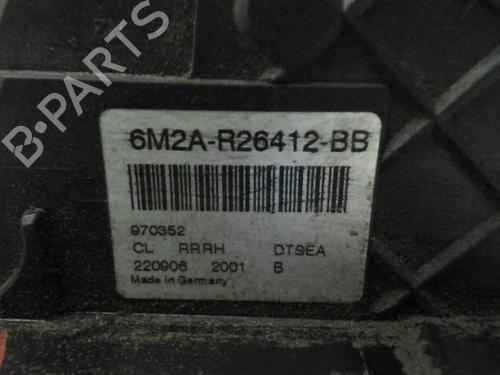 B-PARTS
6M2A-R26412-BB
970352
CL RRRH DTSEA
220906 2001 B
Made in Germany